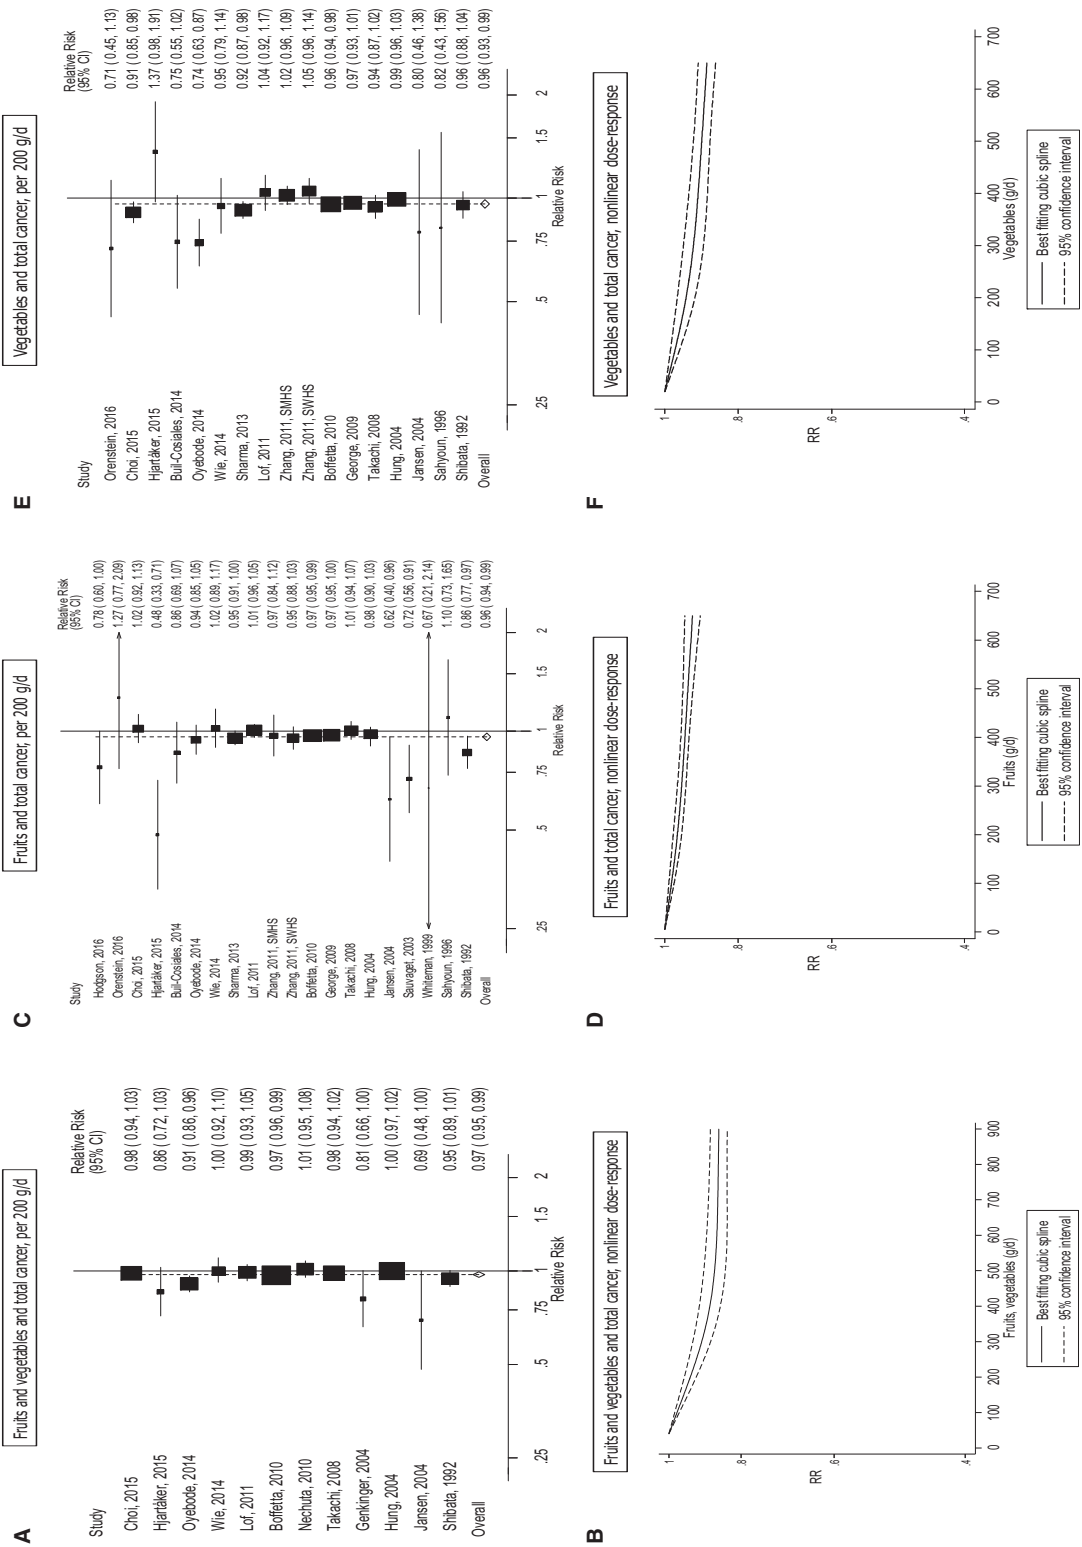 A
Fruits and vegetables and total cancer, per 200 g/d
Study
Relative Risk
(95% CI)
Choi, 2015 0.98 ( 0.94, 1.03)
Hjartåker, 2015 0.86 ( 0.72, 1.03)
Oyebode, 2014 0.91 ( 0.86, 0.96)
Wie, 2014 1.00 ( 0.92, 1.10)
Lof, 2011 0.99 ( 0.93, 1.05)
Boffetta, 2010 0.97 ( 0.96, 0.99)
Nechuta, 2010 1.01 ( 0.95, 1.08)
Takachi, 2008 0.98 ( 0.94, 1.02)
Genkinger, 2004 0.81 ( 0.66, 1.00)
Hung, 2004 1.00 ( 0.97, 1.02)
Jansen, 2004 0.69 ( 0.48, 1.00)
Shibata, 1992 0.95 ( 0.89, 1.01)
Overall 0.97 ( 0.95, 0.99)
.25 .5 .75 1 1.5 2
Relative Risk
B
Fruits and vegetables and total cancer, nonlinear dose-response
1
.8
.6
.4
RR
0 100 200 300 400 500 600 700 800 900
Fruits, vegetables (g/d)
Best fitting cubic spline
95% confidence interval
C
Fruits and total cancer, per 200 g/d
Study
Relative Risk
(95% CI)
Hodgson, 2016 0.78 ( 0.60, 1.00)
Orenstein, 2016 1.27 ( 0.77, 2.09)
Choi, 2015 1.02 ( 0.92, 1.13)
Hjartåker, 2015 0.48 ( 0.33, 0.71)
Buil-Cosiales, 2014 0.86 ( 0.69, 1.07)
Oyebode, 2014 0.94 ( 0.85, 1.05)
Wie, 2014 1.02 ( 0.89, 1.17)
Sharma, 2013 0.95 ( 0.91, 1.00)
Lof, 2011 1.01 ( 0.96, 1.05)
Zhang, 2011, SMHS 0.97 ( 0.84, 1.12)
Zhang, 2011, SWHS 0.95 ( 0.88, 1.03)
Boffetta, 2010 0.97 ( 0.95, 0.99)
George, 2009 0.97 ( 0.95, 1.00)
Takachi, 2008 1.01 ( 0.94, 1.07)
Hung, 2004 0.98 ( 0.90, 1.03)
Jansen, 2004 0.62 ( 0.40, 0.96)
Sauvaget, 2003 0.72 ( 0.56, 0.91)
Whiteman, 1999 0.67 ( 0.21, 2.14)
Sahyoun, 1996 1.10 ( 0.73, 1.65)
Shibata, 1992 0.86 ( 0.77, 0.97)
Overall 0.96 ( 0.94, 0.99)
.25 .5 .75 1 1.5 2
Relative Risk
D
Fruits and total cancer, nonlinear dose-response
1
.8
.6
.4
RR
0 100 200 300 400 500 600 700
Fruits (g/d)
Best fitting cubic spline
95% confidence interval
E
Vegetables and total cancer, per 200 g/d
Study
Relative Risk
(95% CI)
Orenstein, 2016 0.71 ( 0.45, 1.13)
Choi, 2015 0.91 ( 0.85, 0.98)
Hjartåker, 2015 1.37 ( 0.98, 1.91)
Buil-Cosiales, 2014 0.75 ( 0.55, 1.02)
Oyebode, 2014 0.74 ( 0.63, 0.87)
Wie, 2014 0.95 ( 0.79, 1.14)
Sharma, 2013 0.92 ( 0.87, 0.98)
Lof, 2011 1.04 ( 0.92, 1.17)
Zhang, 2011, SMHS 1.02 ( 0.96, 1.09)
Zhang, 2011, SWHS 1.05 ( 0.96, 1.14)
Boffetta, 2010 0.96 ( 0.94, 0.98)
George, 2009 0.97 ( 0.93, 1.01)
Takachi, 2008 0.94 ( 0.87, 1.02)
Hung, 2004 0.99 ( 0.96, 1.03)
Jansen, 2004 0.80 ( 0.46, 1.38)
Sahyoun, 1996 0.82 ( 0.43, 1.56)
Shibata, 1992 0.96 ( 0.88, 1.04)
Overall 0.96 ( 0.93, 0.99)
.25 .5 .75 1 1.5 2
Relative Risk
F
Vegetables and total cancer, nonlinear dose-response
1
.8
.6
.4
RR
0 100 200 300 400 500 600 700
Vegetables (g/d)
Best fitting cubic spline
95% confidence interval